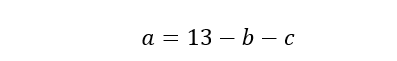 a = 13 − b − c